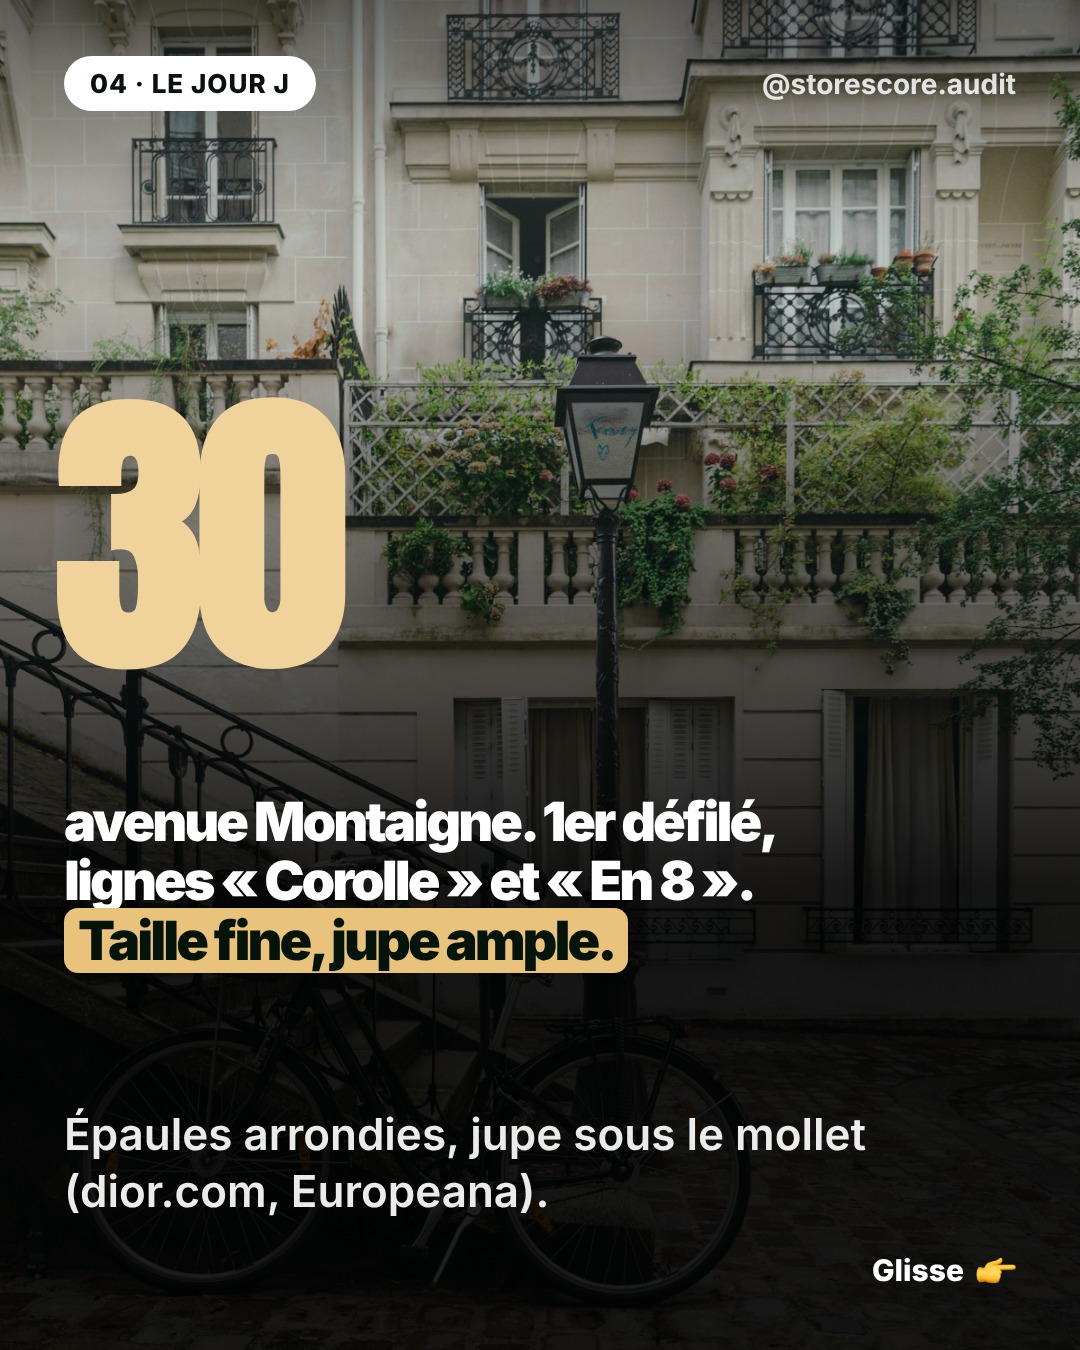 04 · LE JOUR J
@storescore.audit
30
avenue Montaigne. 1er défilé,
lignes « Corolle » et « En 8 ».
Taille fine, jupe ample.
Épaules arrondies, jupe sous le mollet
(dior.com, Europeana).
Glisse 👉